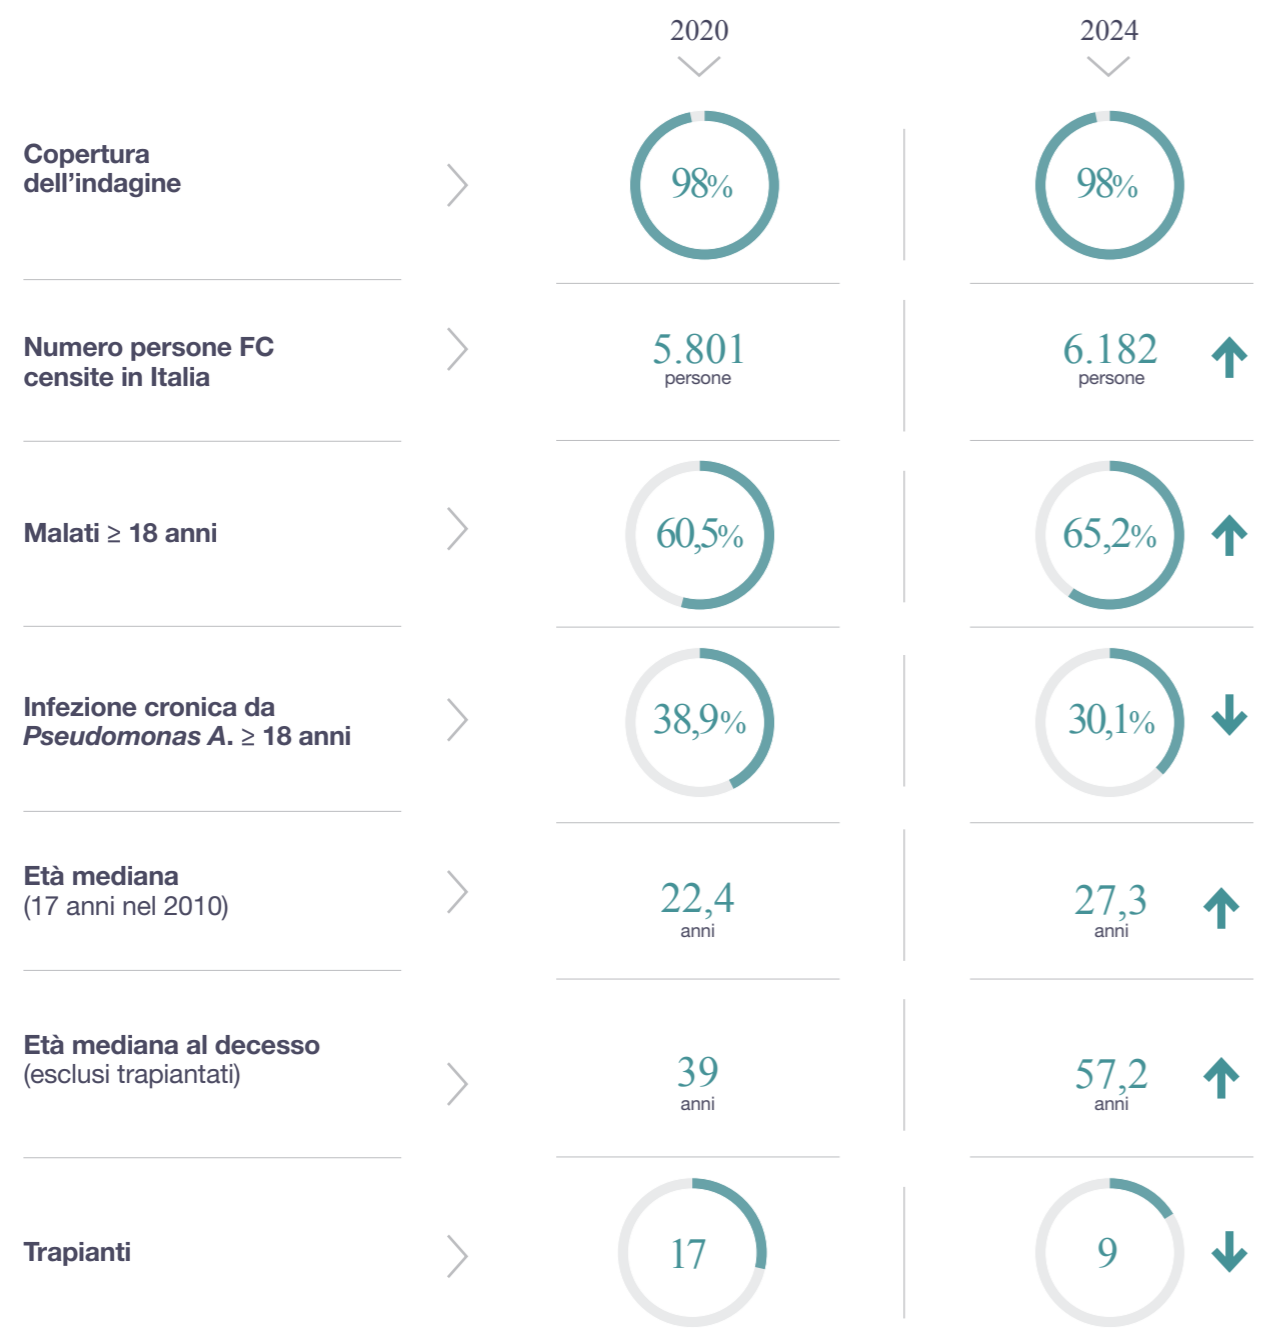 2020
2024
Copertura
dell’indagine
98%
98%
Numero persone FC
censite in Italia
5.801
persone
6.182
persone
Malati ≥ 18 anni
60,5%
65,2%
Infezione cronica da
Pseudomonas A. ≥ 18 anni
38,9%
30,1%
Età mediana
(17 anni nel 2010)
22,4
anni
27,3
anni
Età mediana al decesso
(esclusi trapiantati)
39
anni
57,2
anni
Trapianti
17
9